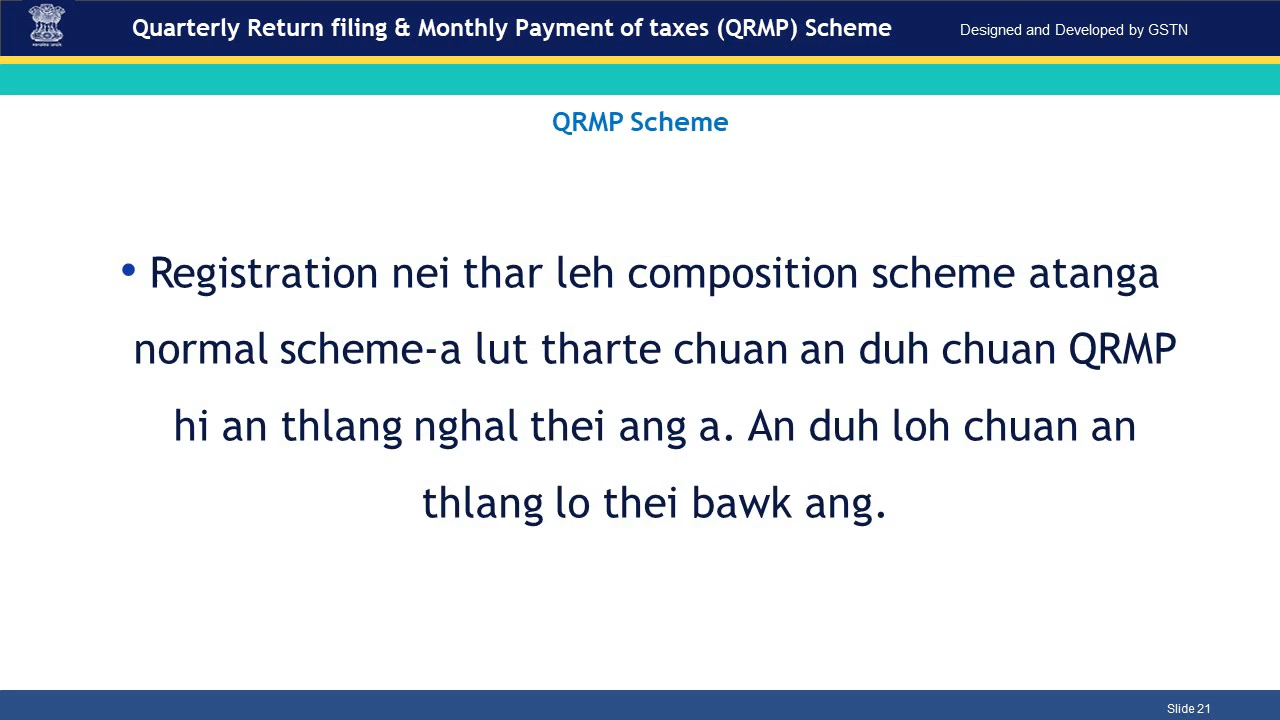 Quarterly Return filing & Monthly Payment of taxes (QRMP) Scheme
Designed and Developed by GSTN
QRMP Scheme
• Registration nei thar leh composition scheme atanga
normal scheme-a lut tharte chuan an duh chuan QRMP
hi an thlang nghal thei ang a. An duh loh chuan an
thlang lo thei bawk ang.
Slide 21